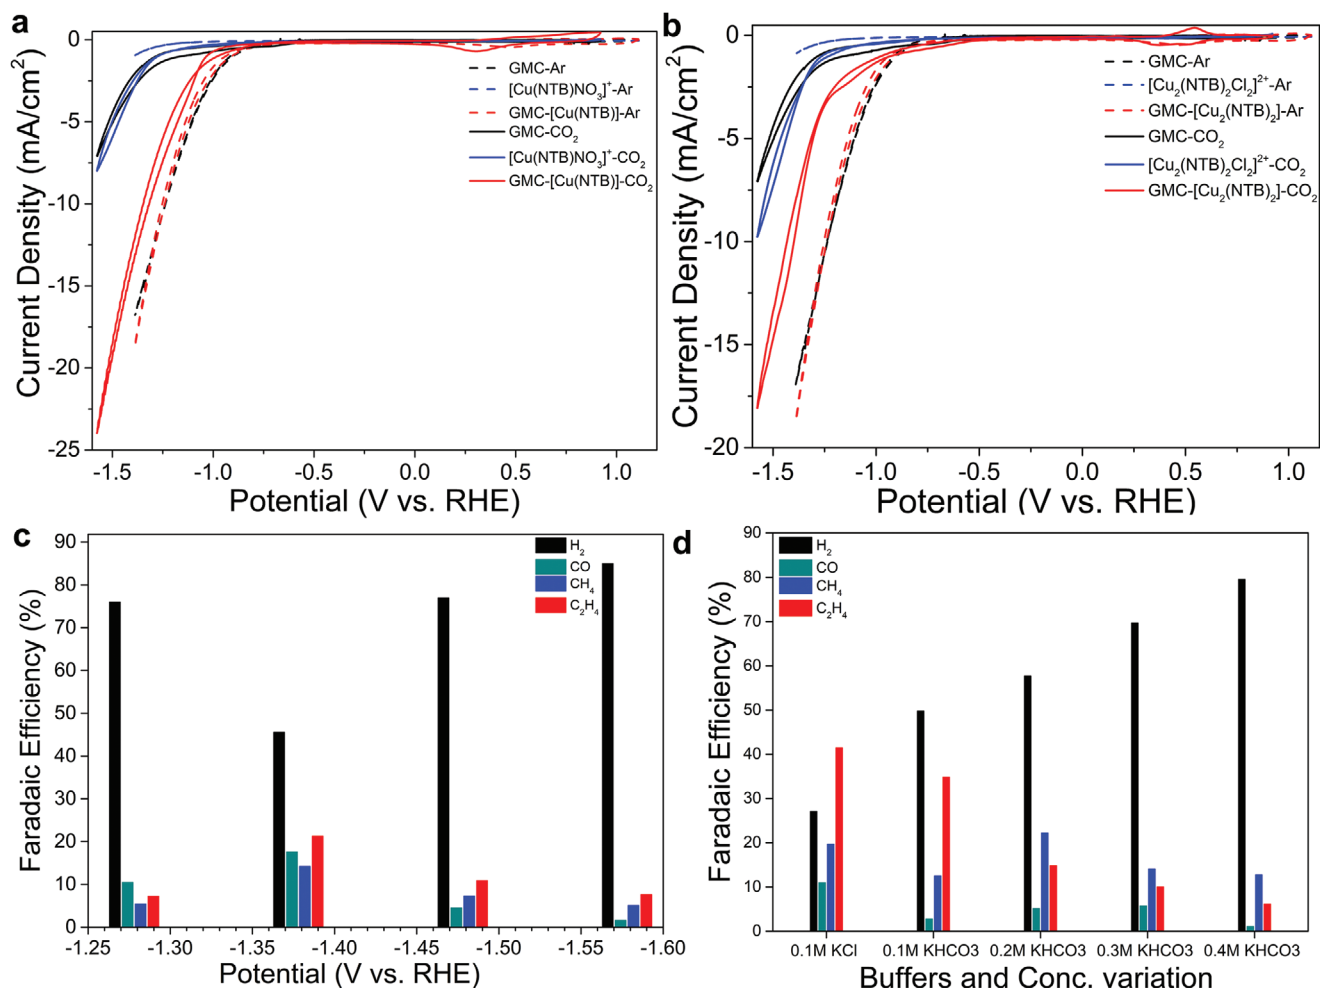 a
0
-5
-10
-15
-20
-25
Current Density (mA/cm²)
GMC-Ar
[Cu(NTB)NO₃]⁺-Ar
GMC-[Cu(NTB)]-Ar
GMC-CO₂
[Cu(NTB)NO₃]⁺-CO₂
GMC-[Cu(NTB)]-CO₂
-1.5 -1.0 -0.5 0.0 0.5 1.0
Potential (V vs. RHE)
b
0
-5
-10
-15
-20
Current Density (mA/cm²)
GMC-Ar
[Cu₂(NTB)₂Cl₂]²⁺-Ar
GMC-[Cu₂(NTB)₂]-Ar
GMC-CO₂
[Cu₂(NTB)₂Cl₂]²⁺-CO₂
GMC-[Cu₂(NTB)₂]-CO₂
-1.5 -1.0 -0.5 0.0 0.5 1.0
Potential (V vs. RHE)
c
90
80
70
60
50
40
30
20
10
0
Faradaic Efficiency (%)
H₂
CO
CH₄
C₂H₄
-1.25 -1.30 -1.35 -1.40 -1.45 -1.50 -1.55 -1.60
Potential (V vs. RHE)
d
90
80
70
60
50
40
30
20
10
0
Faradaic Efficiency (%)
H₂
CO
CH₄
C₂H₄
0.1M KCl 0.1M KHCO3 0.2M KHCO3 0.3M KHCO3 0.4M KHCO3
Buffers and Conc. variation